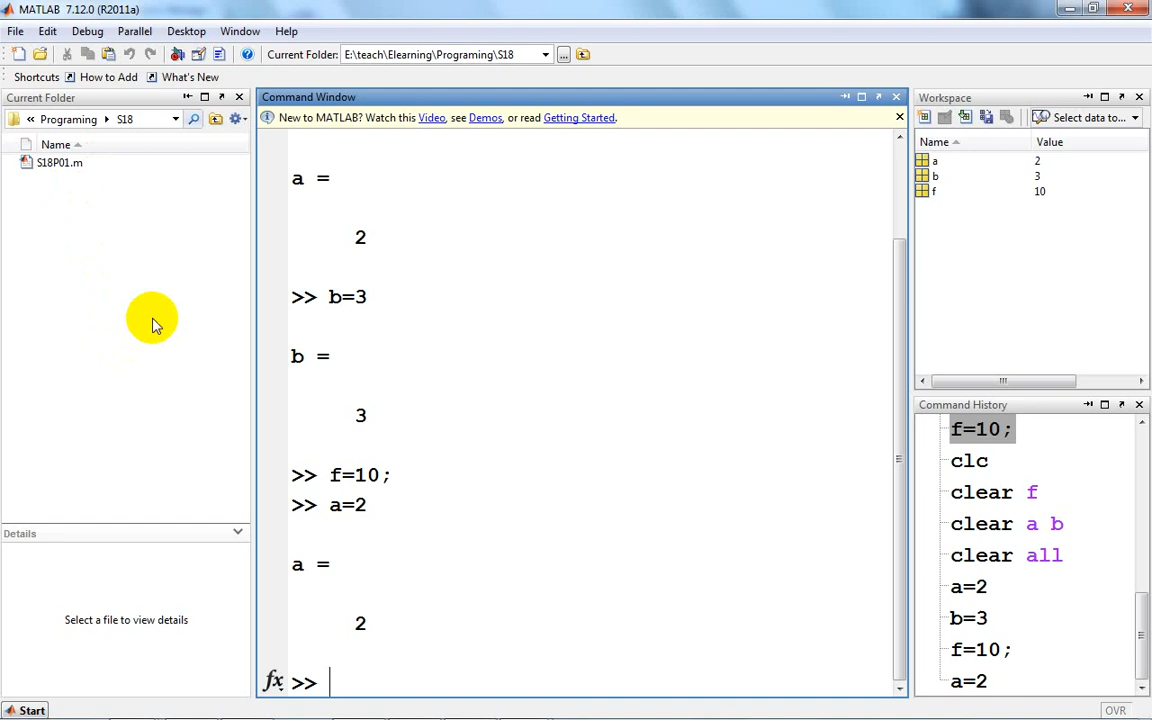 MATLAB 7.12.0 (R2011a)
File Edit Debug Parallel Desktop Window Help
Current Folder: E:\teach\Elearning\Programing\S18
Shortcuts How to Add What's New
Current Folder
« Programing S18
Name
S18P01.m
Details
Select a file to view details
Start
Command Window
New to MATLAB? Watch this Video, see Demos, or read Getting Started.
a =
2
>> b=3
b =
3
>> f=10;
>> a=2
a =
2
fx >>
Workspace
Select data to...
Name Value
a 2
b 3
f 10
Command History
f=10;
clc
clear f
clear a b
clear all
a=2
b=3
f=10;
a=2
OVR